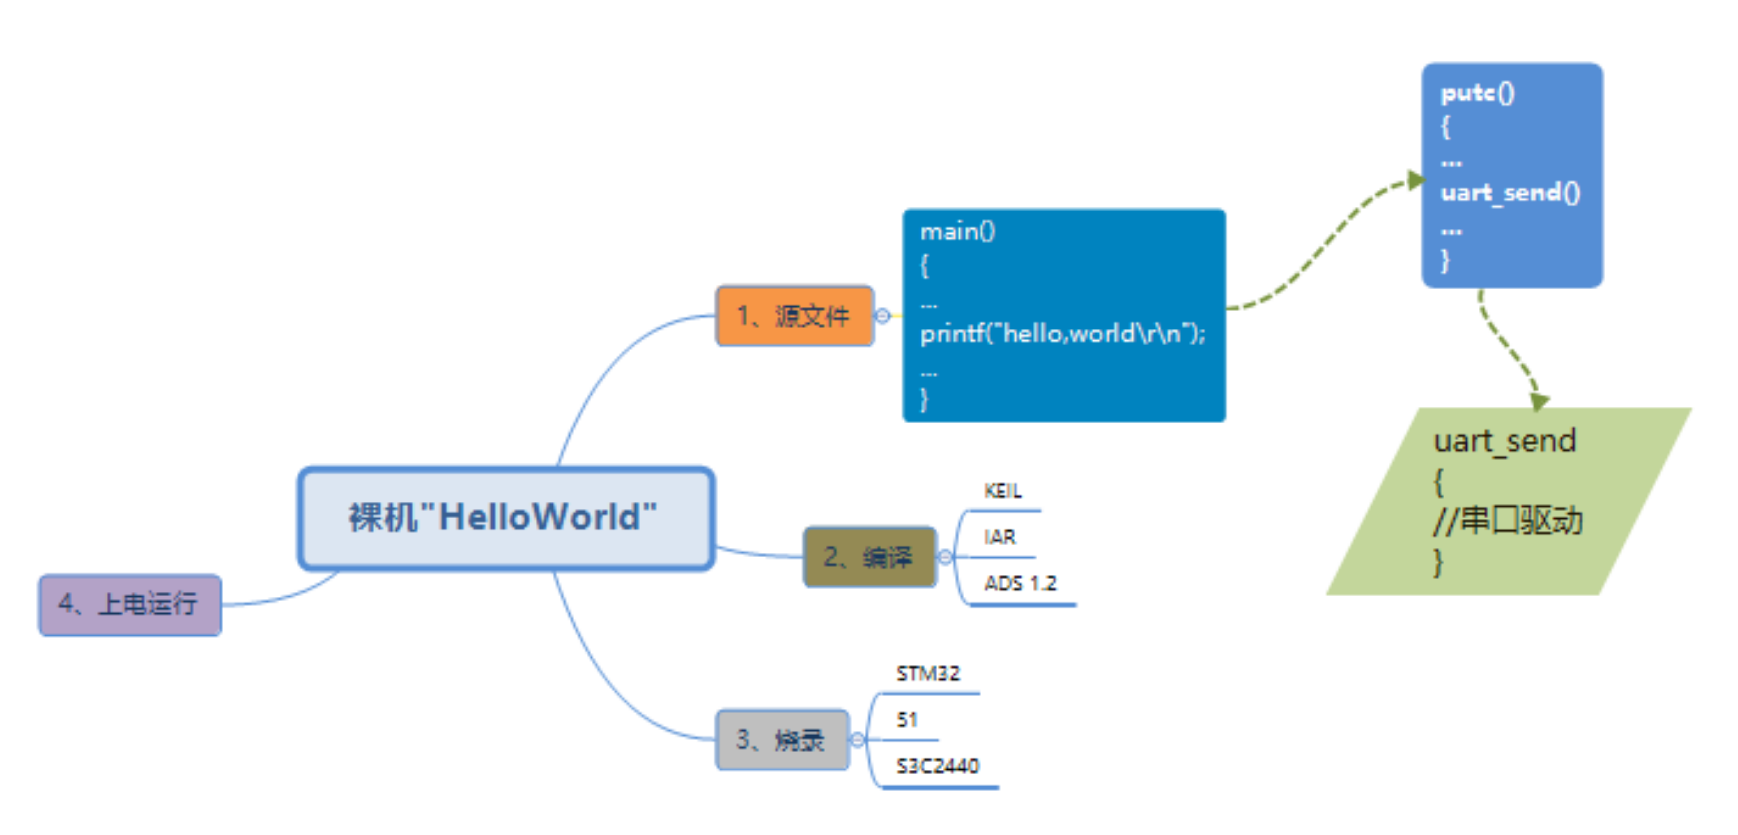 裸机"HelloWorld"
1、源文件
main()
{
...
printf("hello,world\r\n");
...
}
putc()
{
...
uart_send()
...
}
uart_send
{
//串口驱动
}
2、编译
KEIL
IAR
ADS 1.2
3、烧录
STM32
51
S3C2440
4、上电运行